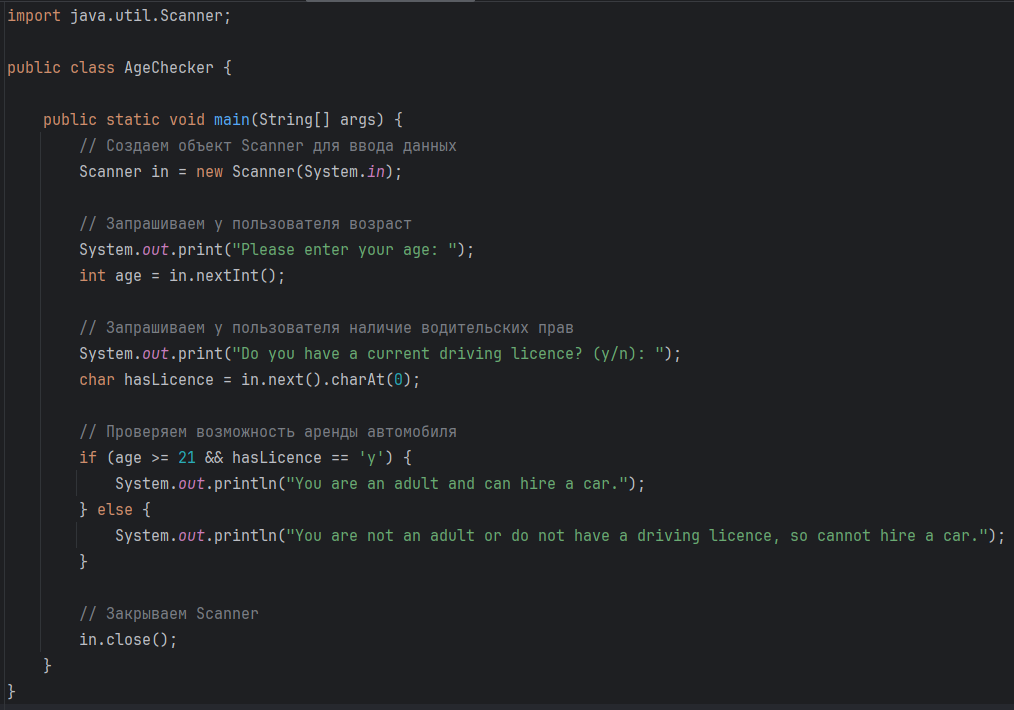 import java.util.Scanner;
public class AgeChecker {
public static void main(String[] args) {
// Создаем объект Scanner для ввода данных
Scanner in = new Scanner(System.in);
// Запрашиваем у пользователя возраст
System.out.print("Please enter your age: ");
int age = in.nextInt();
// Запрашиваем у пользователя наличие водительских прав
System.out.print("Do you have a current driving licence? (y/n): ");
char hasLicence = in.next().charAt(0);
// Проверяем возможность аренды автомобиля
if (age >= 21 && hasLicence == 'y') {
System.out.println("You are an adult and can hire a car.");
} else {
System.out.println("You are not an adult or do not have a driving licence, so cannot hire a car.");
}
// Закрываем Scanner
in.close();
}
}